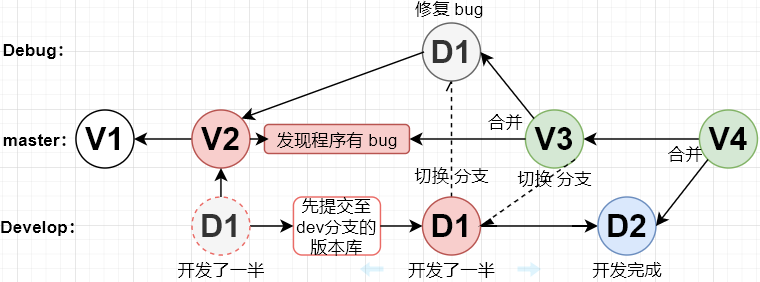 修复 bug
Debug：
D1
合并
master：
V1
V2
发现程序有 bug
V3
V4
切换 分支
切换 分支
合并
Develop：
D1
先提交至
dev分支的
版本库
D1
D2
开发了一半
开发了一半
开发完成